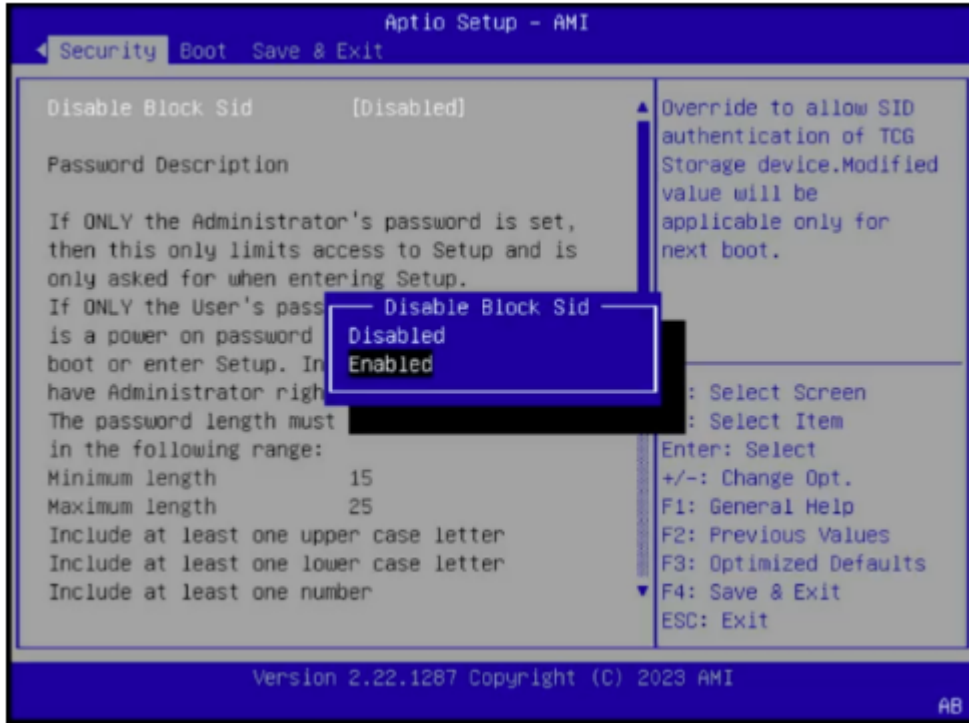 Aptio Setup – AMI
Security Boot Save & Exit
Disable Block Sid [Disabled]
Password Description
If ONLY the Administrator's password is set,
then this only limits access to Setup and is
only asked for when entering Setup.
If ONLY the User's pass
is a power on password
boot or enter Setup. In
have Administrator righ
The password length must
in the following range:
Minimum length 15
Maximum length 25
Include at least one upper case letter
Include at least one lower case letter
Include at least one number
Disable Block Sid
Disabled
Enabled
Override to allow SID
authentication of TCG
Storage device.Modified
value will be
applicable only for
next boot.
: Select Screen
: Select Item
Enter: Select
+/-: Change Opt.
F1: General Help
F2: Previous Values
F3: Optimized Defaults
F4: Save & Exit
ESC: Exit
Version 2.22.1287 Copyright (C) 2023 AMI
AB